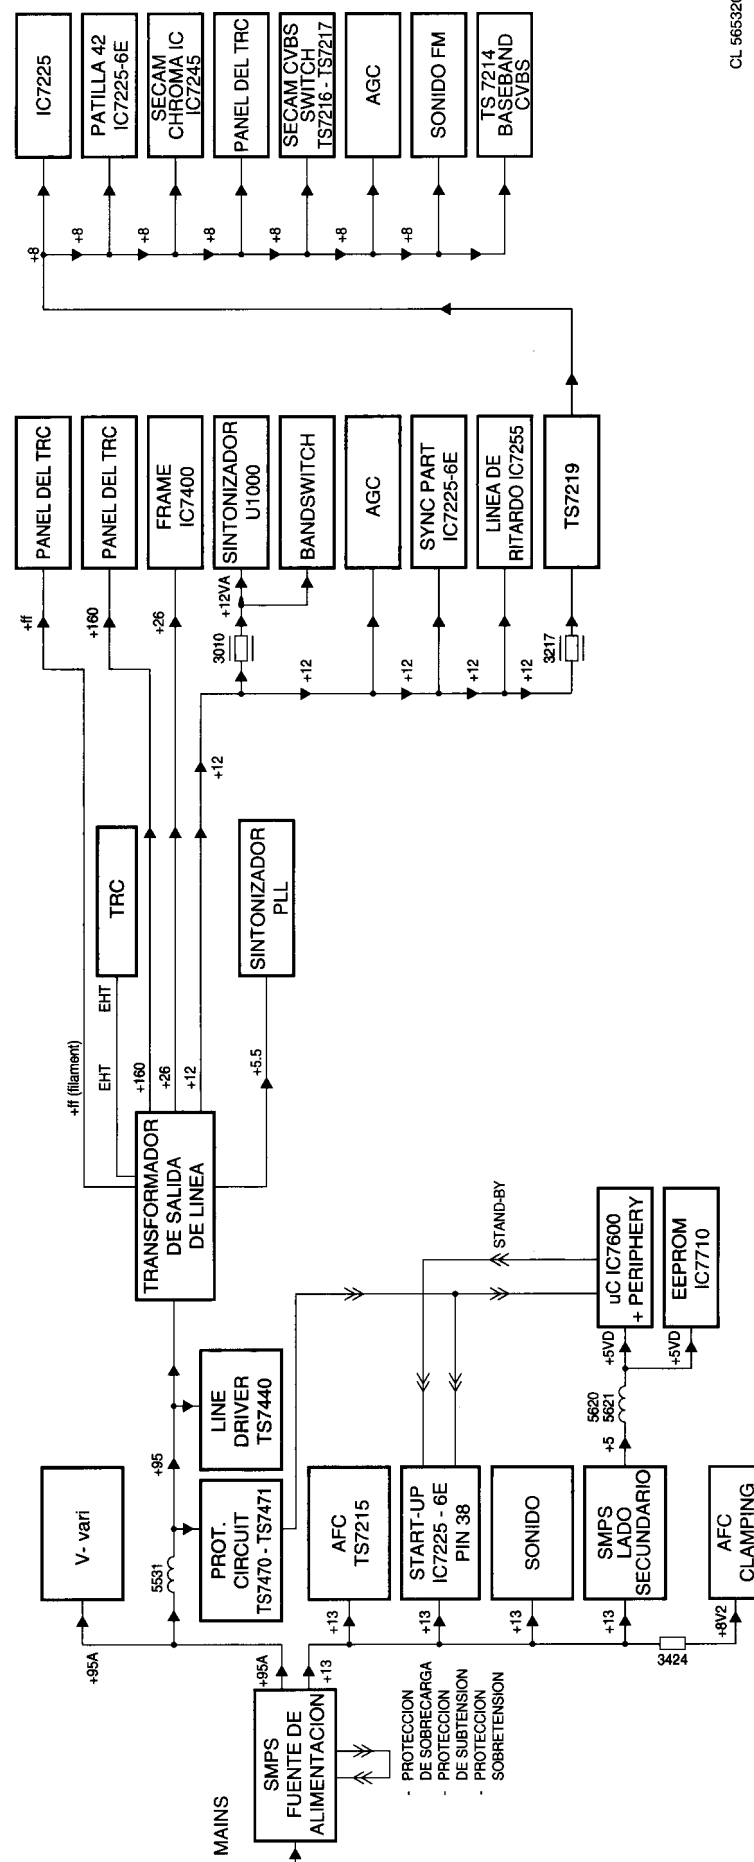 MAINS
SMPS
FUENTE DE
ALIMENTACION
- PROTECCION
DE SOBRECARGA
- PROTECCION
DE SUBTENSION
- PROTECCION
SOBRETENSION
+95A
+13
+95A
V- vari
5531
+95
PROT.
CIRCUIT
TS7470 - TS7471
LINE
DRIVER
TS7440
+13
AFC
TS7215
+13
START-UP
IC7225 - 6E
PIN 38
+13
SONIDO
+13
SMPS
LADO
SECUNDARIO
3424
+8V2
AFC
CLAMPING
+5
5620
5621
+5VD
+5VD
uC IC7600
+ PERIPHERY
EEPROM
IC7710
STAND-BY
TRANSFORMADOR
DE SALIDA
DE LINEA
+ff (filament)
EHT
EHT
TRC
+160
+26
+12
+5.5
SINTONIZADOR
PLL
+12
+ff
PANEL DEL TRC
+160
PANEL DEL TRC
+26
FRAME
IC7400
3010
+12VA
SINTONIZADOR
U1000
BANDSWITCH
+12
AGC
+12
SYNC PART
IC7225-6E
+12
LINEA DE
RITARDO IC7255
+12
3217
TS7219
+8
IC7225
+8
PATILLA 42
IC7225-6E
+8
SECAM
CHROMA IC
IC7245
+8
PANEL DEL TRC
+8
SECAM CVBS
SWITCH
TS7216 - TS7217
+8
AGC
+8
SONIDO FM
TS 7214
BASEBAND
CVBS